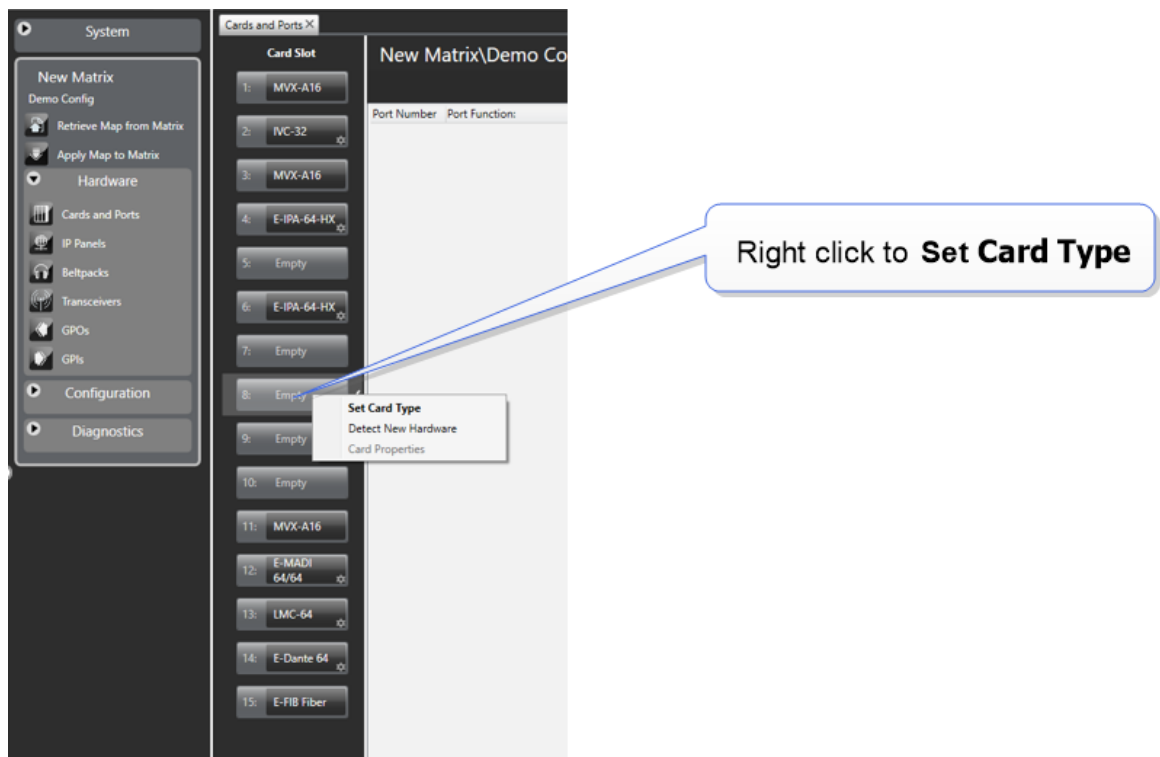 System
New Matrix
Demo Config
Retrieve Map from Matrix
Apply Map to Matrix
Hardware
Cards and Ports
IP Panels
Beltpacks
Transceivers
GPOs
GPIs
Configuration
Diagnostics
Cards and Ports X
Card Slot
1: MVX-A16
2: IVC-32
3: MVX-A16
4: E-IPA-64-HX
5: Empty
6: E-IPA-64-HX
7: Empty
8: Empty
9: Empty
10: Empty
11: MVX-A16
12: E-MADI
64/64
13: LMC-64
14: E-Dante 64
15: E-FIB Fiber
New Matrix\Demo Co
Port Number Port Function:
Set Card Type
Detect New Hardware
Card Properties
Right click to Set Card Type